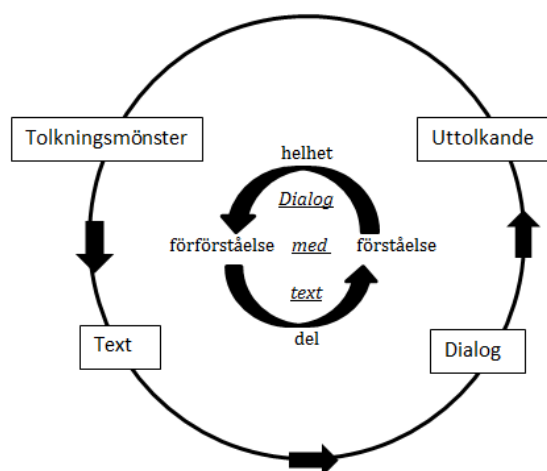 Tolkningsmönster
Uttolkande
helhet
Dialog
förförståelse med förståelse
text
del
Text
Dialog